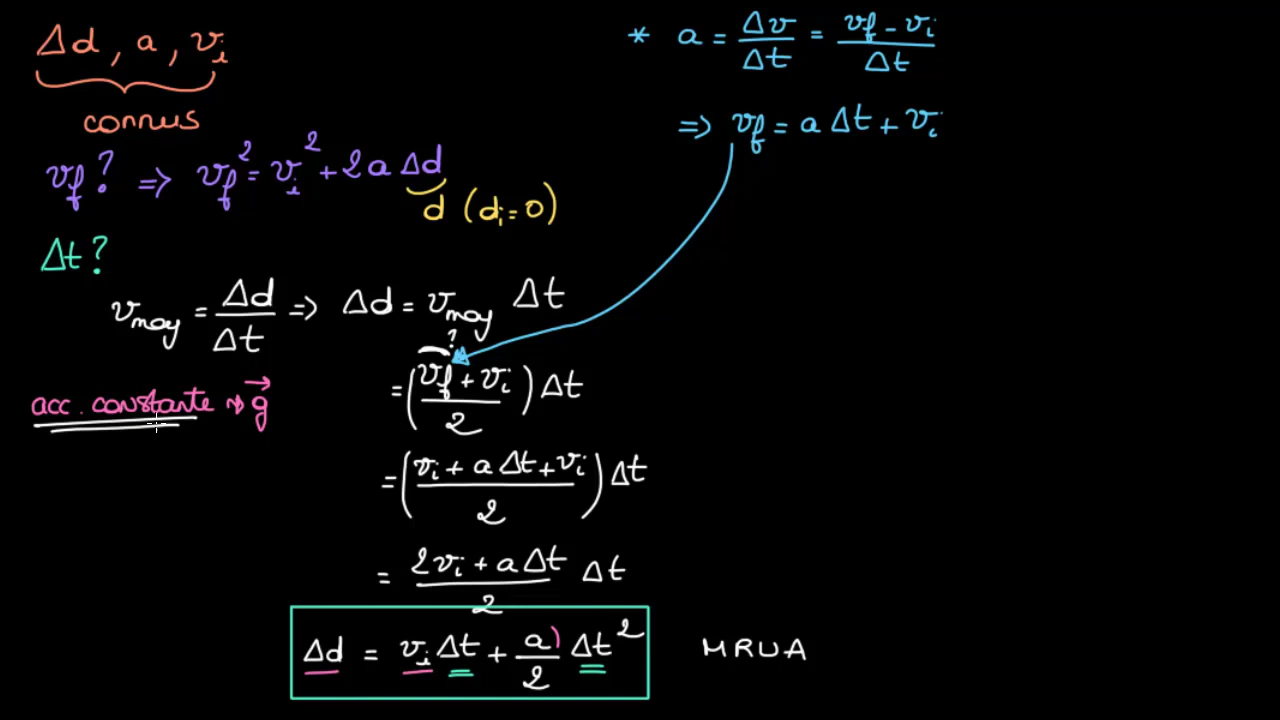 Δd, a, vi
connus
vf? => vf² = vi² + 2a Δd
d (di = 0)
Δt?
vmoy = Δd/Δt => Δd = vmoy Δt
?
= ((vf + vi)/2) Δt
acc. constante → g⃗
= ((vi + a Δt + vi)/2) Δt
= (2vi + a Δt)/2 Δt
Δd = vi Δt + a/2 Δt²
MRUA
* a = Δv/Δt = (vf - vi)/Δt
=> vf = a Δt + vi